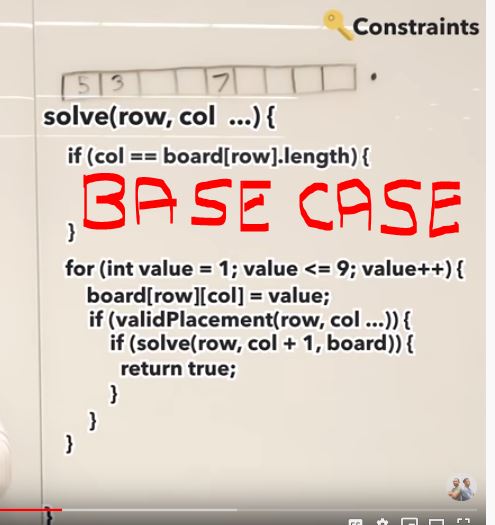 Constraints
5 3 7
solve(row, col ...) {
if (col == board[row].length) {
BASE CASE
}
for (int value = 1; value <= 9; value++) {
board[row][col] = value;
if (validPlacement(row, col ...)) {
if (solve(row, col + 1, board)) {
return true;
}
}
}
}